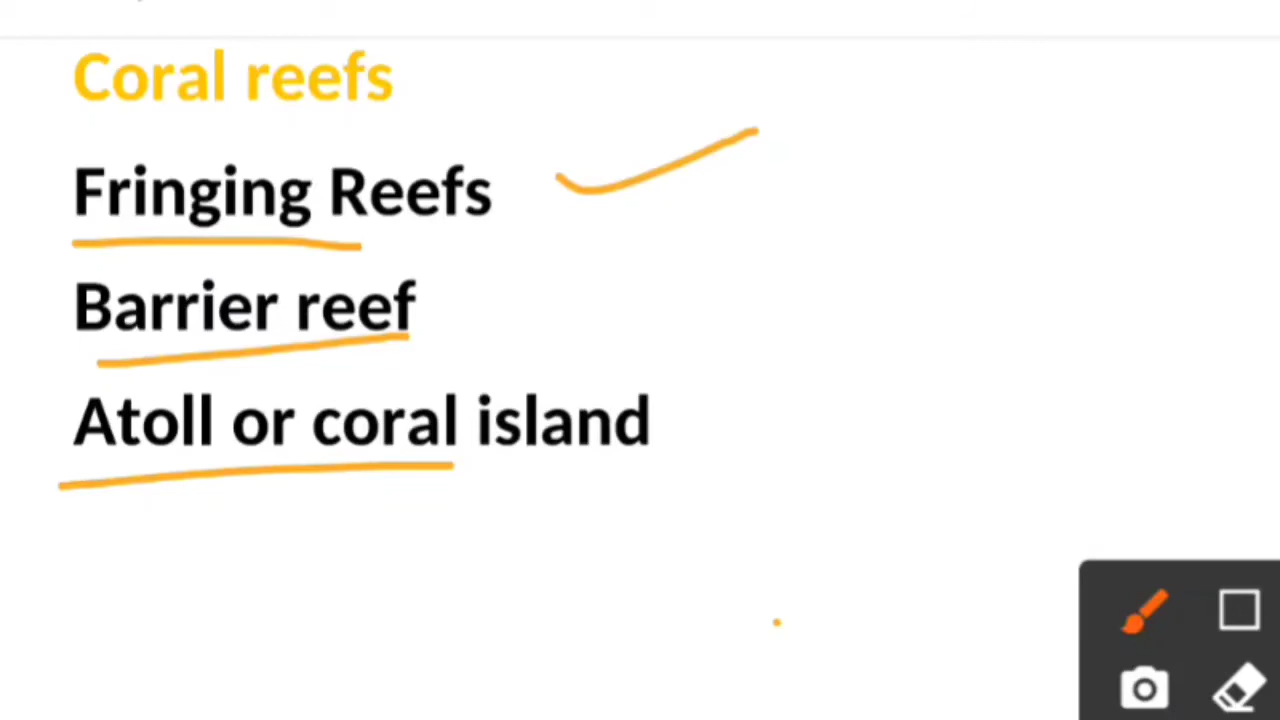 Coral reefs
Fringing Reefs
Barrier reef
Atoll or coral island